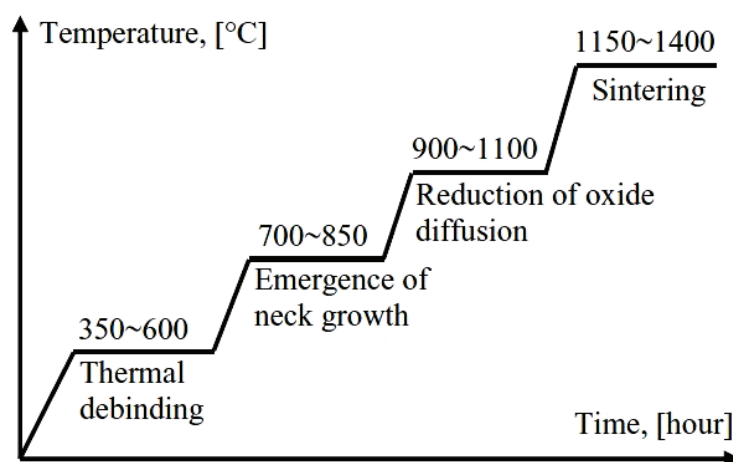 Temperature, [°C]
1150~1400
Sintering
900~1100
Reduction of oxide
diffusion
700~850
Emergence of
neck growth
350~600
Thermal
debinding
Time, [hour]